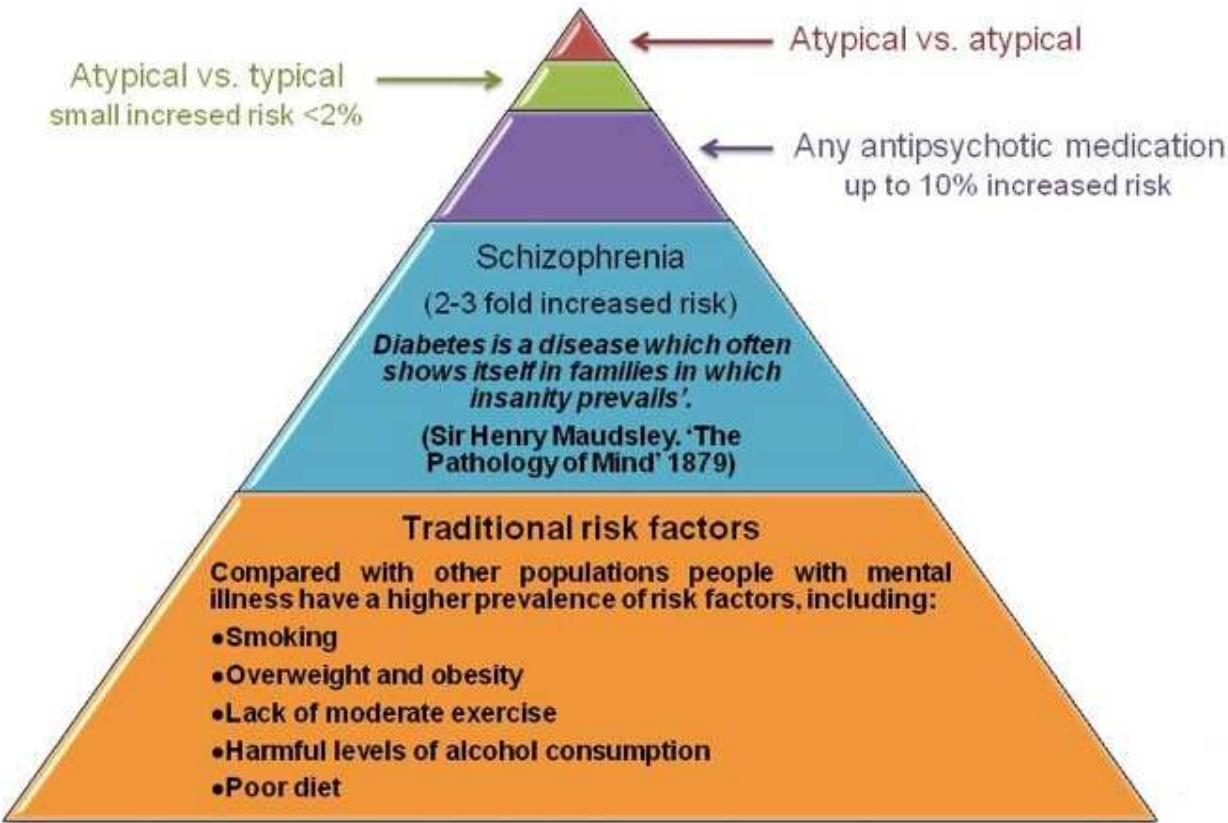 Atypical vs. atypical
Atypical vs. typical
small incresed risk <2%
Any antipsychotic medication
up to 10% increased risk
Schizophrenia
(2-3 fold increased risk)
Diabetes is a disease which often
shows itself in families in which
insanity prevails'.
(Sir Henry Maudsley. ‘The
Pathology of Mind’ 1879)
Traditional risk factors
Compared with other populations people with mental
illness have a higher prevalence of risk factors, including:
●Smoking
●Overweight and obesity
●Lack of moderate exercise
●Harmful levels of alcohol consumption
●Poor diet